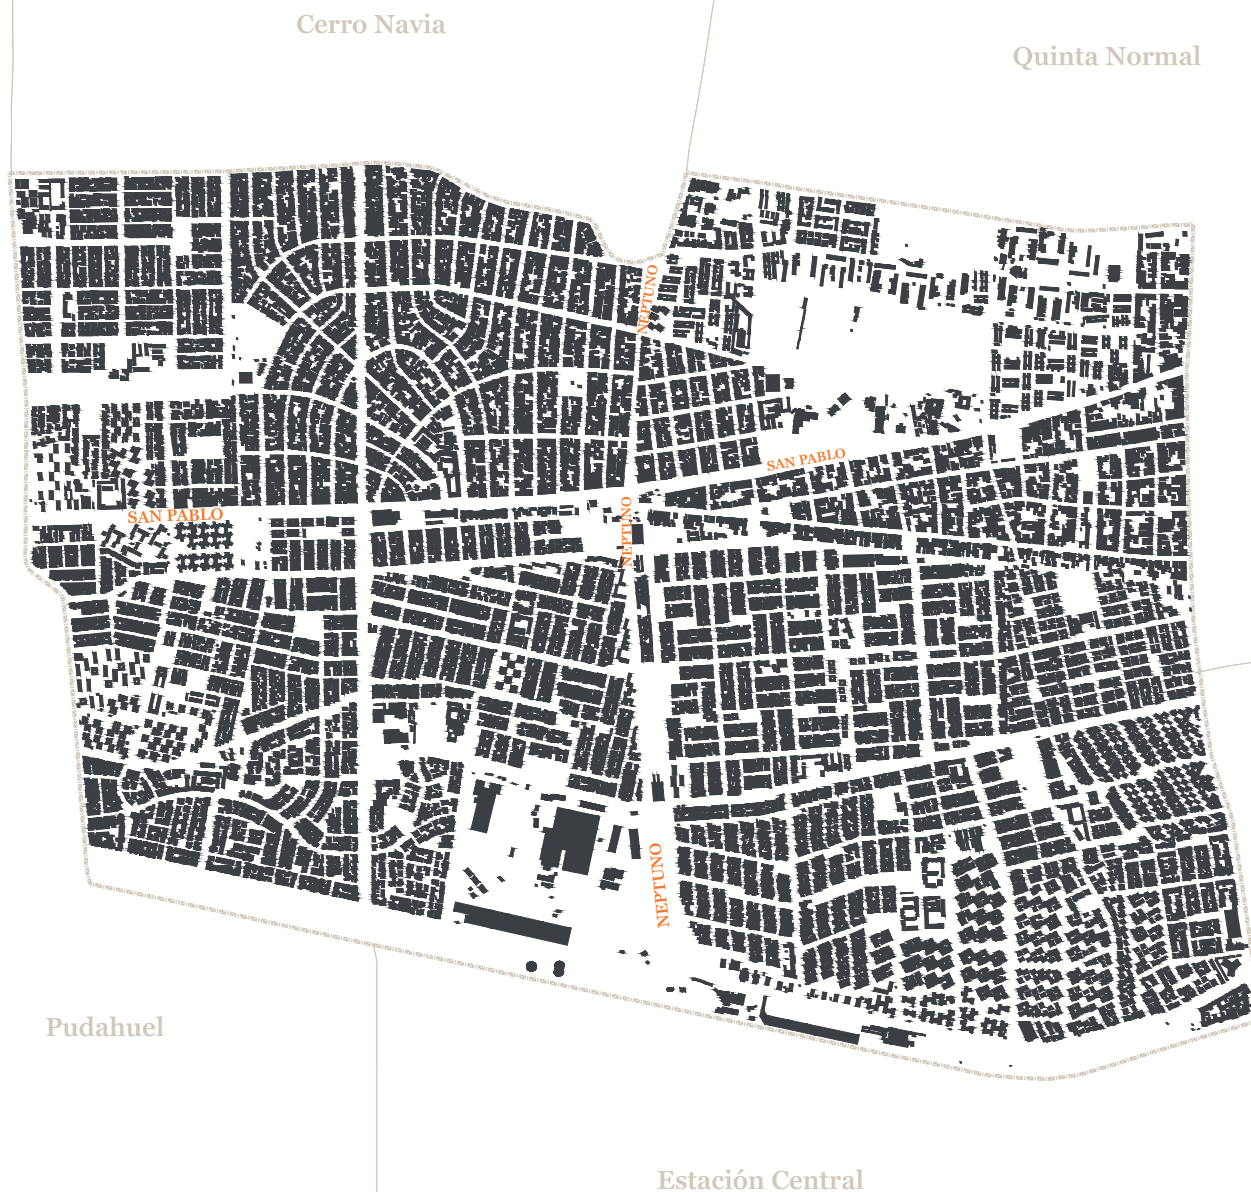 Cerro Navia
Quinta Normal
NEPTUNO
SAN PABLO
SAN PABLO
NEPTUNO
NEPTUNO
Pudahuel
Estación Central